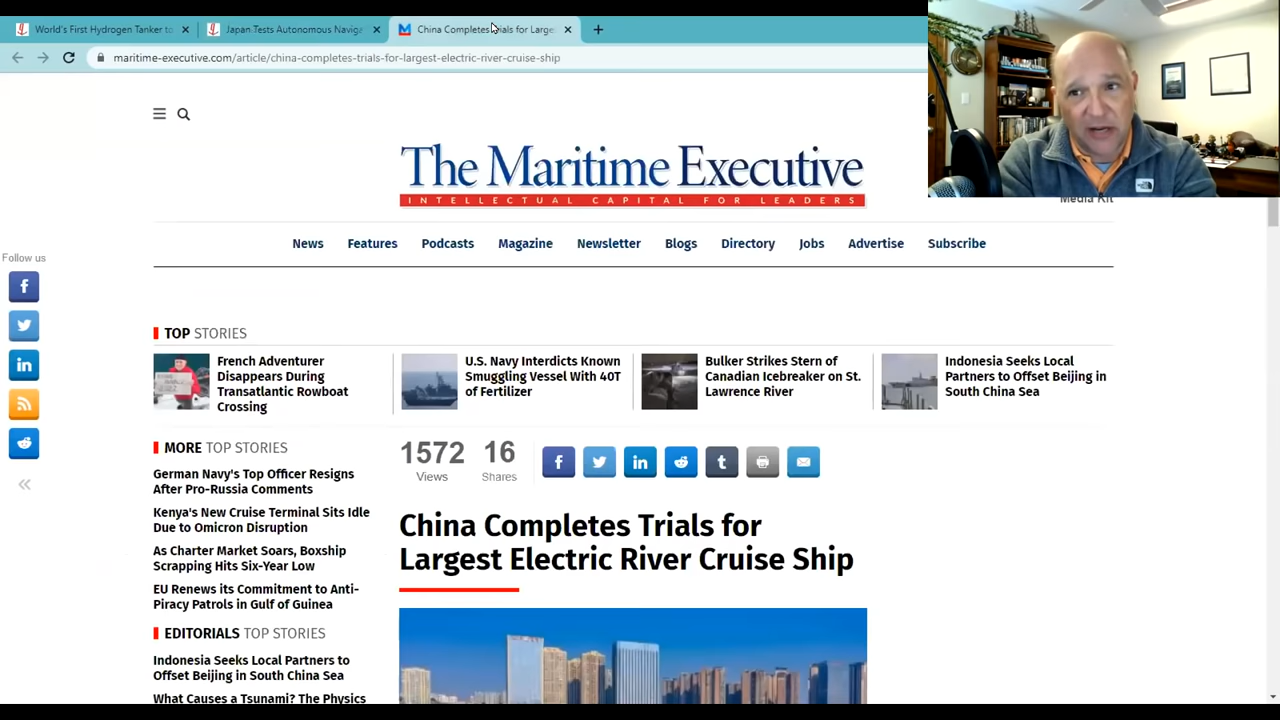 World's First Hydrogen Tanker to
Japan Tests Autonomous Naviga
China Completes Trials for Large
maritime-executive.com/article/china-completes-trials-for-largest-electric-river-cruise-ship
The Maritime Executive
INTELLECTUAL CAPITAL FOR LEADERS
Media Kit
News Features Podcasts Magazine Newsletter Blogs Directory Jobs Advertise Subscribe
Follow us
TOP STORIES
French Adventurer
Disappears During
Transatlantic Rowboat
Crossing
U.S. Navy Interdicts Known
Smuggling Vessel With 40T
of Fertilizer
Bulker Strikes Stern of
Canadian Icebreaker on St.
Lawrence River
Indonesia Seeks Local
Partners to Offset Beijing in
South China Sea
MORE TOP STORIES
German Navy's Top Officer Resigns
After Pro-Russia Comments
Kenya's New Cruise Terminal Sits Idle
Due to Omicron Disruption
As Charter Market Soars, Boxship
Scrapping Hits Six-Year Low
EU Renews its Commitment to Anti-
Piracy Patrols in Gulf of Guinea
EDITORIALS TOP STORIES
Indonesia Seeks Local Partners to
Offset Beijing in South China Sea
What Causes a Tsunami? The Physics
1572 16
Views Shares
China Completes Trials for
Largest Electric River Cruise Ship